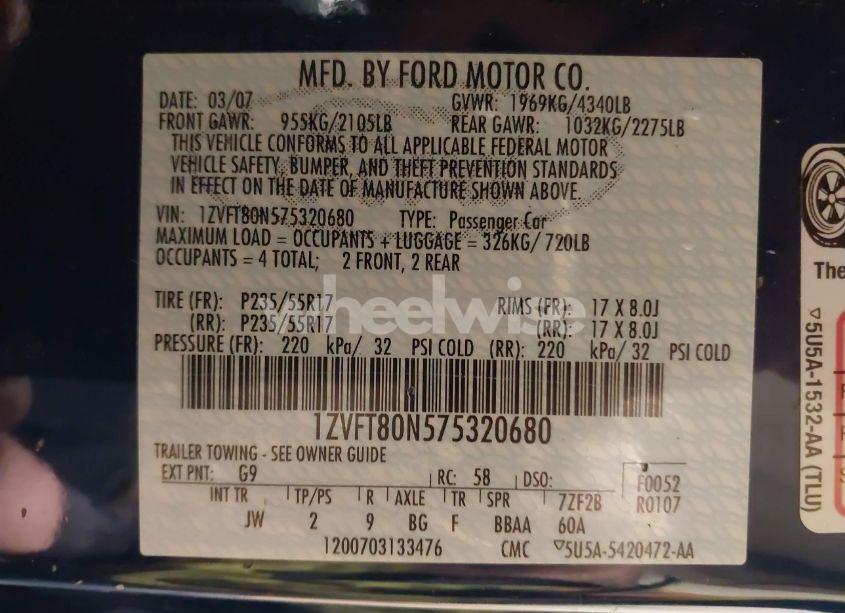 MFD. BY FORD MOTOR CO.
DATE: 03/07 GVWR: 1969KG/4340LB
FRONT GAWR: 955KG/2105LB REAR GAWR: 1032KG/2275LB
THIS VEHICLE CONFORMS TO ALL APPLICABLE FEDERAL MOTOR
VEHICLE SAFETY, BUMPER, AND THEFT PREVENTION STANDARDS
IN EFFECT ON THE DATE OF MANUFACTURE SHOWN ABOVE.
VIN: 1ZVFT80N575320680 TYPE: Passenger Car
MAXIMUM LOAD = OCCUPANTS + LUGGAGE = 326KG/ 720LB
OCCUPANTS = 4 TOTAL; 2 FRONT, 2 REAR
TIRE (FR): P235/55R17 RIMS (FR): 17 X 8.0J
(RR): P235/55R17 (RR): 17 X 8.0J
wheelwise
PRESSURE (FR): 220 kPa/ 32 PSI COLD (RR): 220 kPa/ 32 PSI COLD
1ZVFT80N575320680
TRAILER TOWING - SEE OWNER GUIDE
EXT PNT: G9 RC: 58 DSO: F0052
INT TR TP/PS R AXLE TR SPR 7ZF2B R0107
JW 2 9 BG F BBAA 60A
1200703133476 CMC ▽5U5A-5420472-AA
The
▽5U5A-1532-AA (TLU)